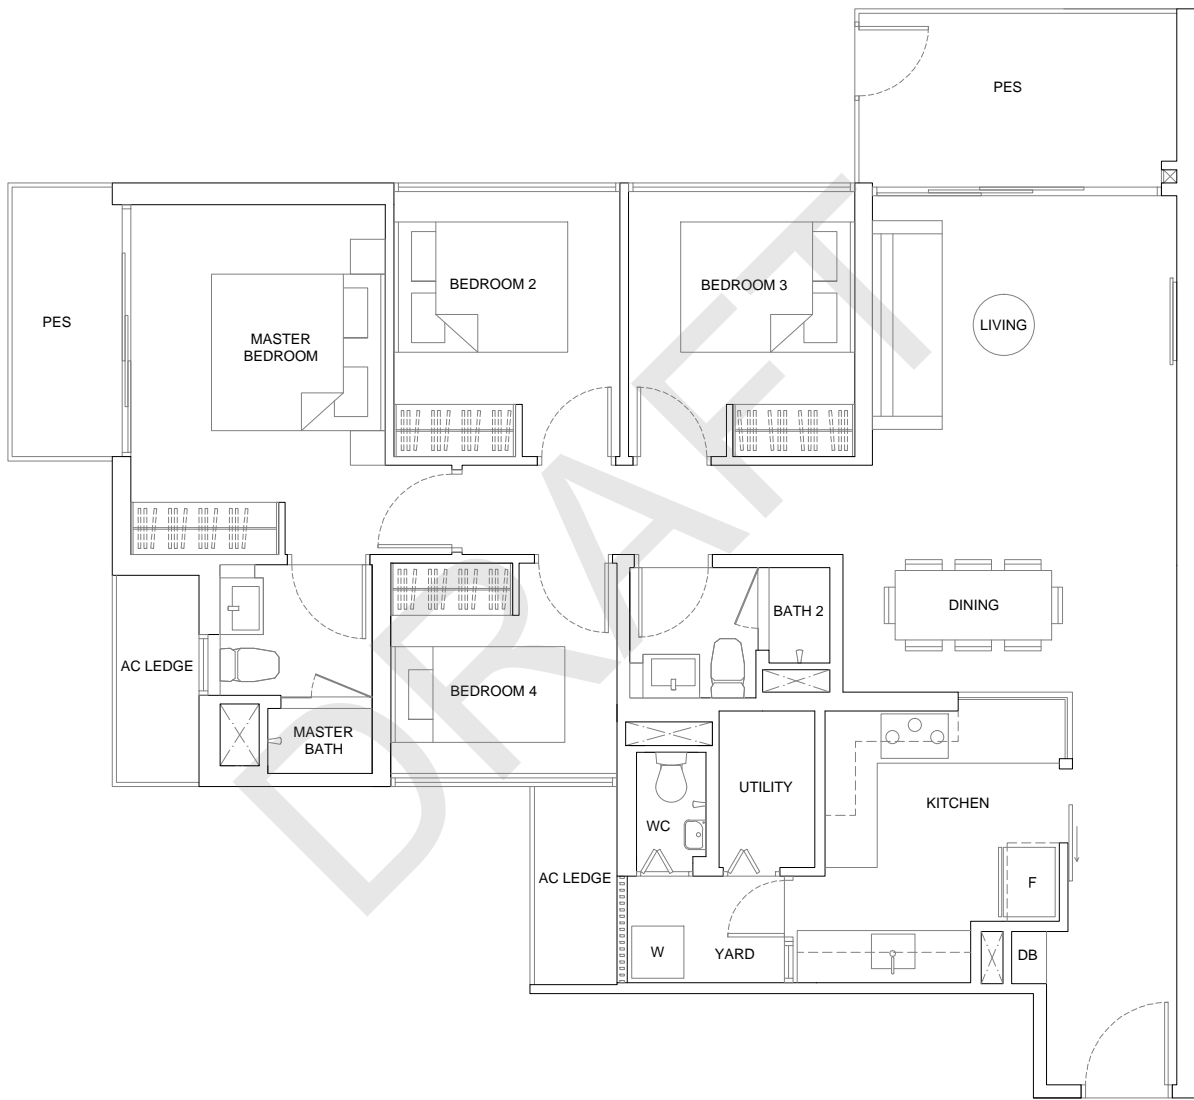 PES
PES
MASTER
BEDROOM
BEDROOM 2
BEDROOM 3
LIVING
DRAFT
AC LEDGE
MASTER
BATH
BEDROOM 4
BATH 2
DINING
WC
UTILITY
KITCHEN
AC LEDGE
F
W
YARD
DB